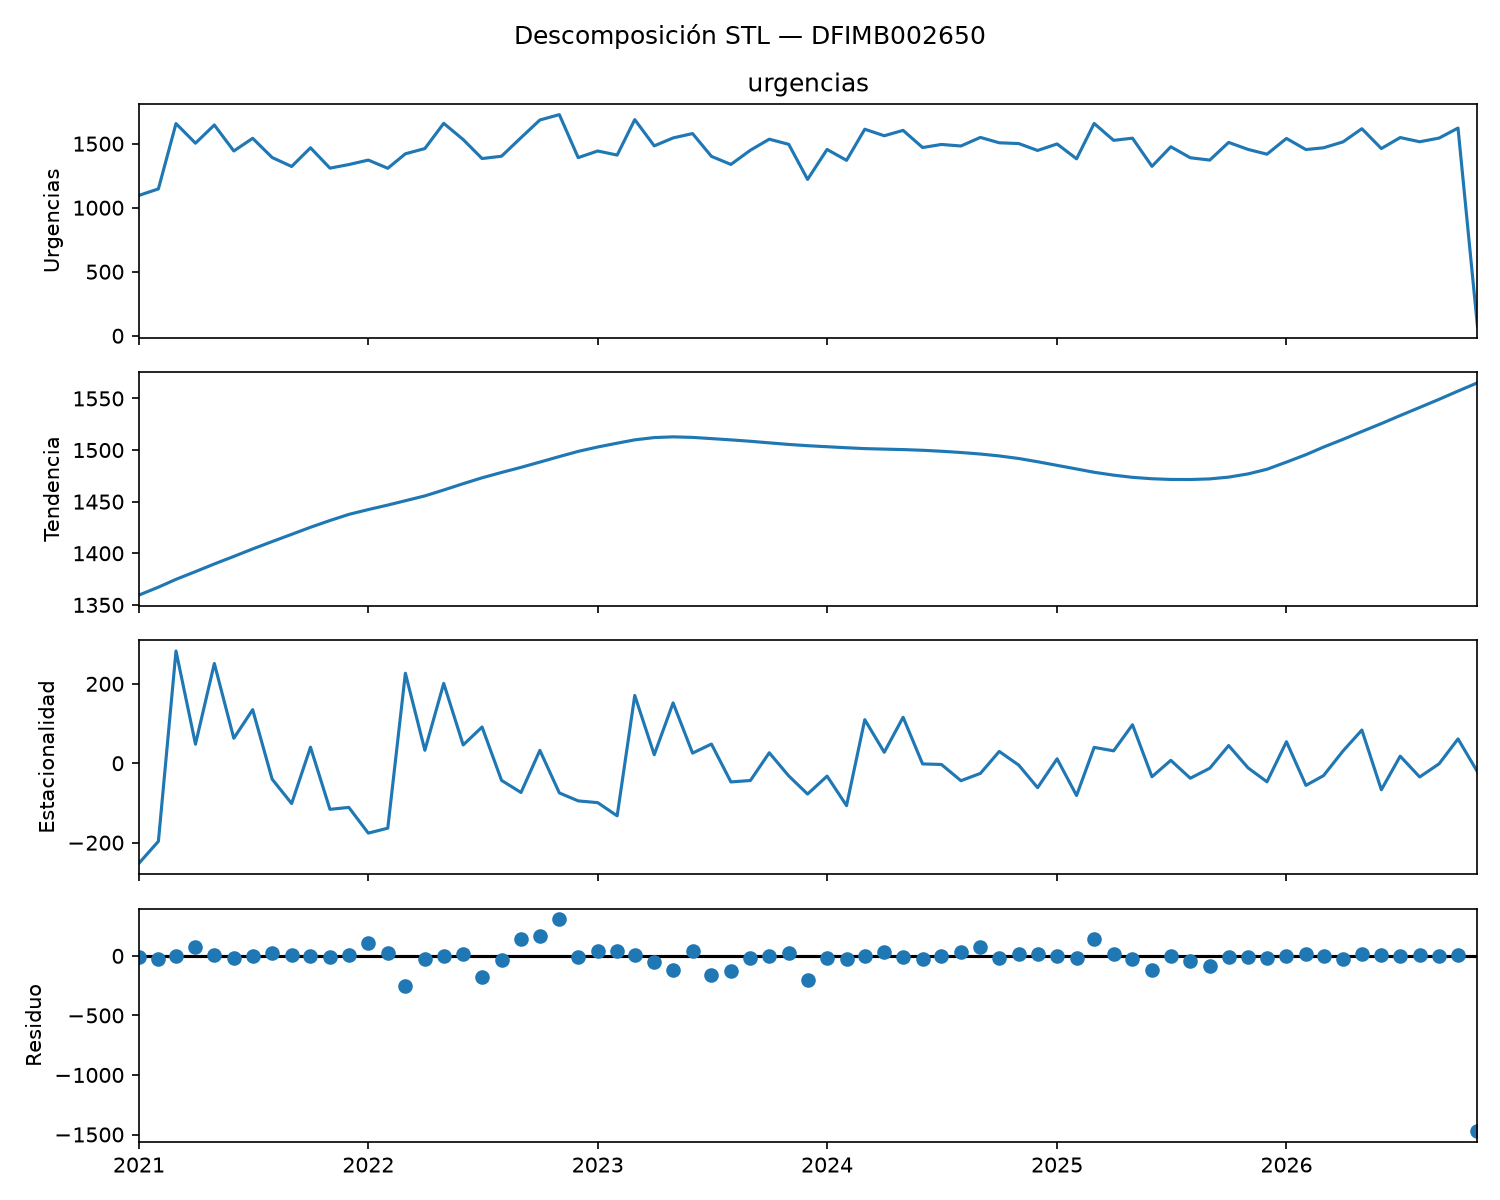 Descomposición STL — DFIMB002650
urgencias
Urgencias
1500
1000
500
0
Tendencia
1550
1500
1450
1400
1350
Estacionalidad
200
0
−200
Residuo
0
−500
−1000
−1500
2021 2022 2023 2024 2025 2026